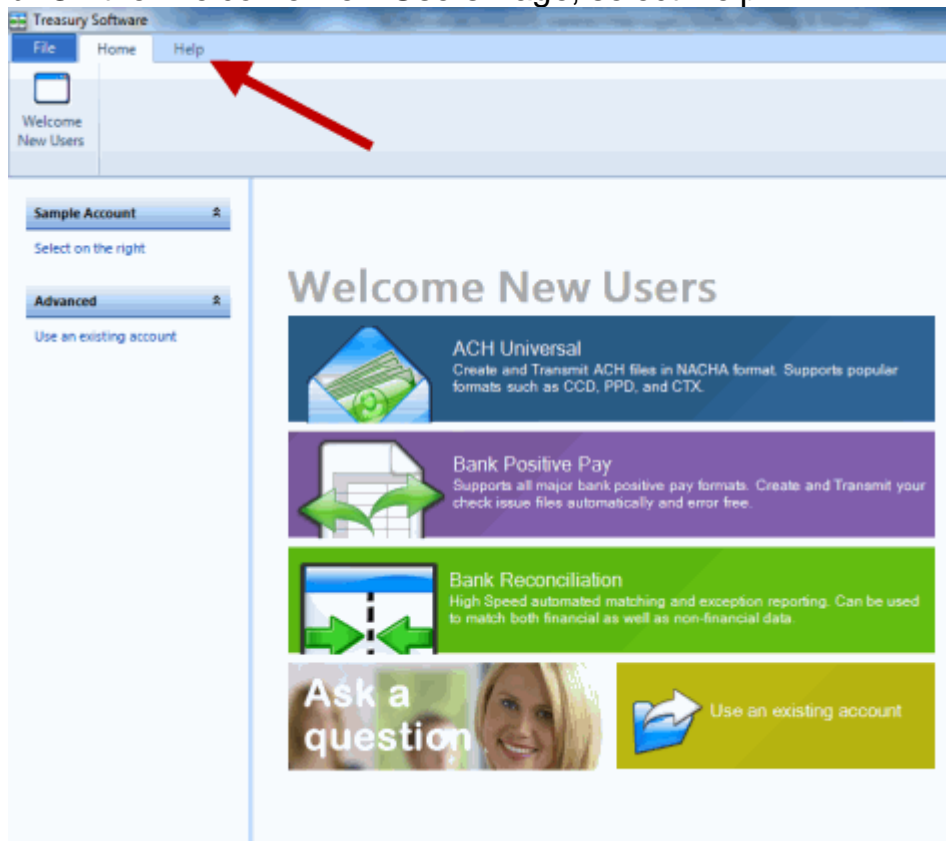 Treasury Software
File Home Help
Welcome
New Users
Sample Account
Select on the right
Advanced
Use an existing account
Welcome New Users
ACH Universal
Create and Transmit ACH files in NACHA format. Supports popular
formats such as CCD, PPD, and CTX.
Bank Positive Pay
Supports all major bank positive pay formats. Create and Transmit your
check issue files automatically and error free.
Bank Reconciliation
High Speed automated matching and exception reporting. Can be used
to match both financial as well as non-financial data.
Ask a
question
Use an existing account